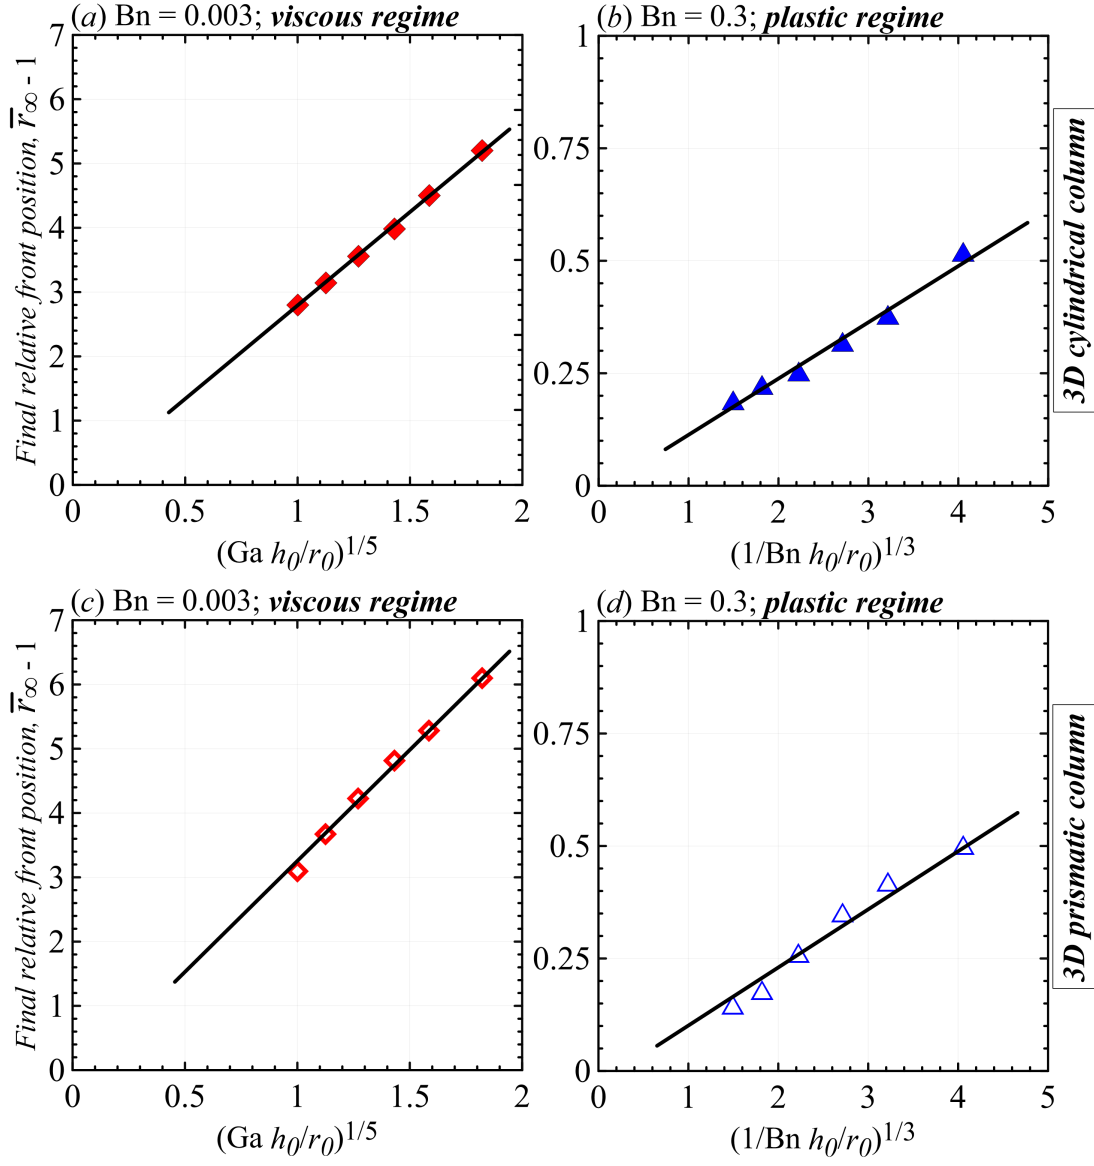 (a) Bn = 0.003; viscous regime
(b) Bn = 0.3; plastic regime
Final relative front position, r̅∞ - 1
7
6
5
4
3
2
1
0
0 0.5 1 1.5 2
(Ga h0/r0)1/5
1
0.75
0.5
0.25
0
0 1 2 3 4 5
(1/Bn h0/r0)1/3
3D cylindrical column
(c) Bn = 0.003; viscous regime
(d) Bn = 0.3; plastic regime
Final relative front position, r̅∞ - 1
7
6
5
4
3
2
1
0
0 0.5 1 1.5 2
(Ga h0/r0)1/5
1
0.75
0.5
0.25
0
0 1 2 3 4 5
(1/Bn h0/r0)1/3
3D prismatic column